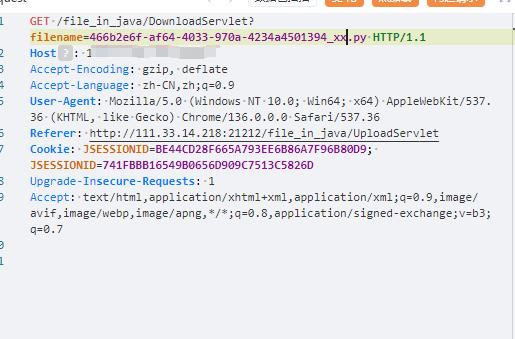 GET /file_in_java/DownloadServlet?
filename=466b2e6f-af64-4033-970a-4234a4501394_xx.py HTTP/1.1
2 Host ? : 1
3 Accept-Encoding: gzip, deflate
4 Accept-Language: zh-CN,zh;q=0.9
5 User-Agent: Mozilla/5.0 (Windows NT 10.0; Win64; x64) AppleWebKit/537.
36 (KHTML, like Gecko) Chrome/136.0.0.0 Safari/537.36
6 Referer: http://111.33.14.218:21212/file_in_java/UploadServlet
7 Cookie: JSESSIONID=BE44CD28F665A793EE6B86A7F96B80D9;
JSESSIONID=741FBBB16549B0656D909C7513C5826D
8 Upgrade-Insecure-Requests: 1
9 Accept: text/html,application/xhtml+xml,application/xml;q=0.9,image/
avif,image/webp,image/apng,*/*;q=0.8,application/signed-exchange;v=b3;
q=0.7